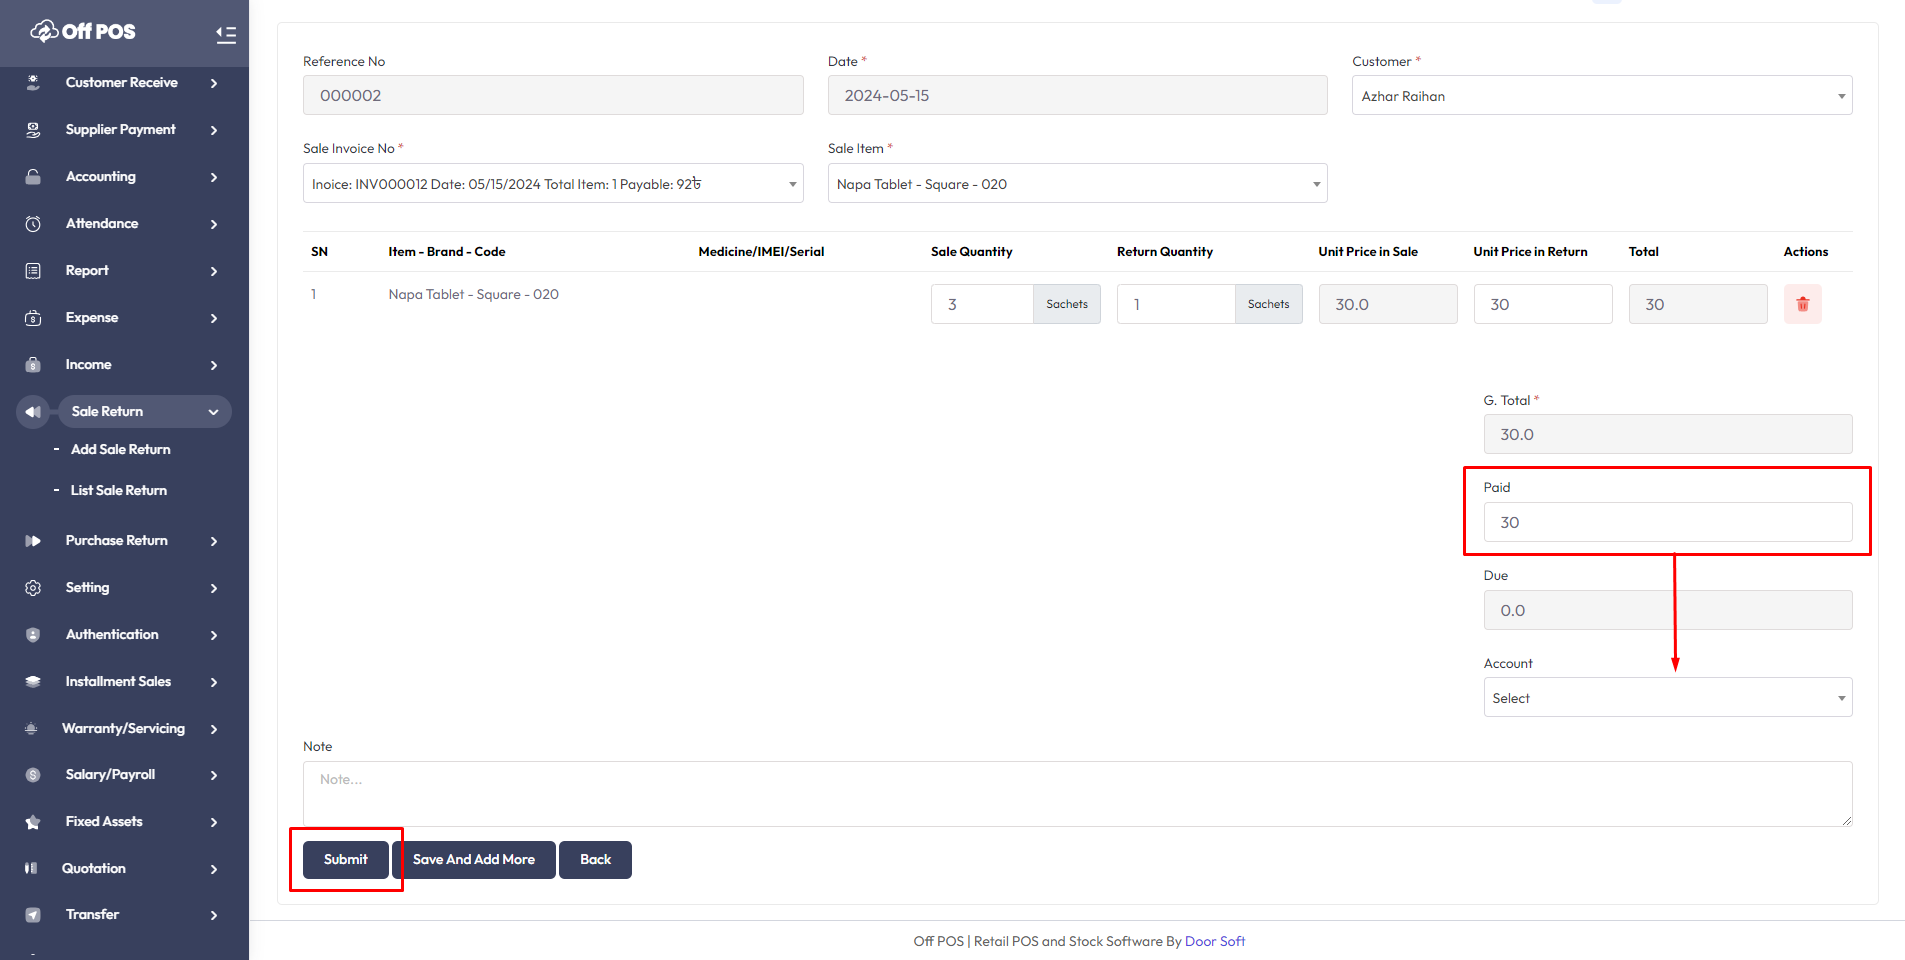 Off POS
Customer Receive
Supplier Payment
Accounting
Attendance
Report
Expense
Income
Sale Return
- Add Sale Return
- List Sale Return
Purchase Return
Setting
Authentication
Installment Sales
Warranty/Servicing
Salary/Payroll
Fixed Assets
Quotation
Transfer
Reference No Date * Customer *
000002 2024-05-15 Azhar Raihan
Sale Invoice No * Sale Item *
Inoice: INV000012 Date: 05/15/2024 Total Item: 1 Payable: 92৳ Napa Tablet - Square - 020
SN Item - Brand - Code Medicine/IMEI/Serial Sale Quantity Return Quantity Unit Price in Sale Unit Price in Return Total Actions
1 Napa Tablet - Square - 020 3 Sachets 1 Sachets 30.0 30 30
G. Total *
30.0
Paid
30
Due
0.0
Account
Select
Note
Note...
Submit Save And Add More Back
Off POS | Retail POS and Stock Software By Door Soft